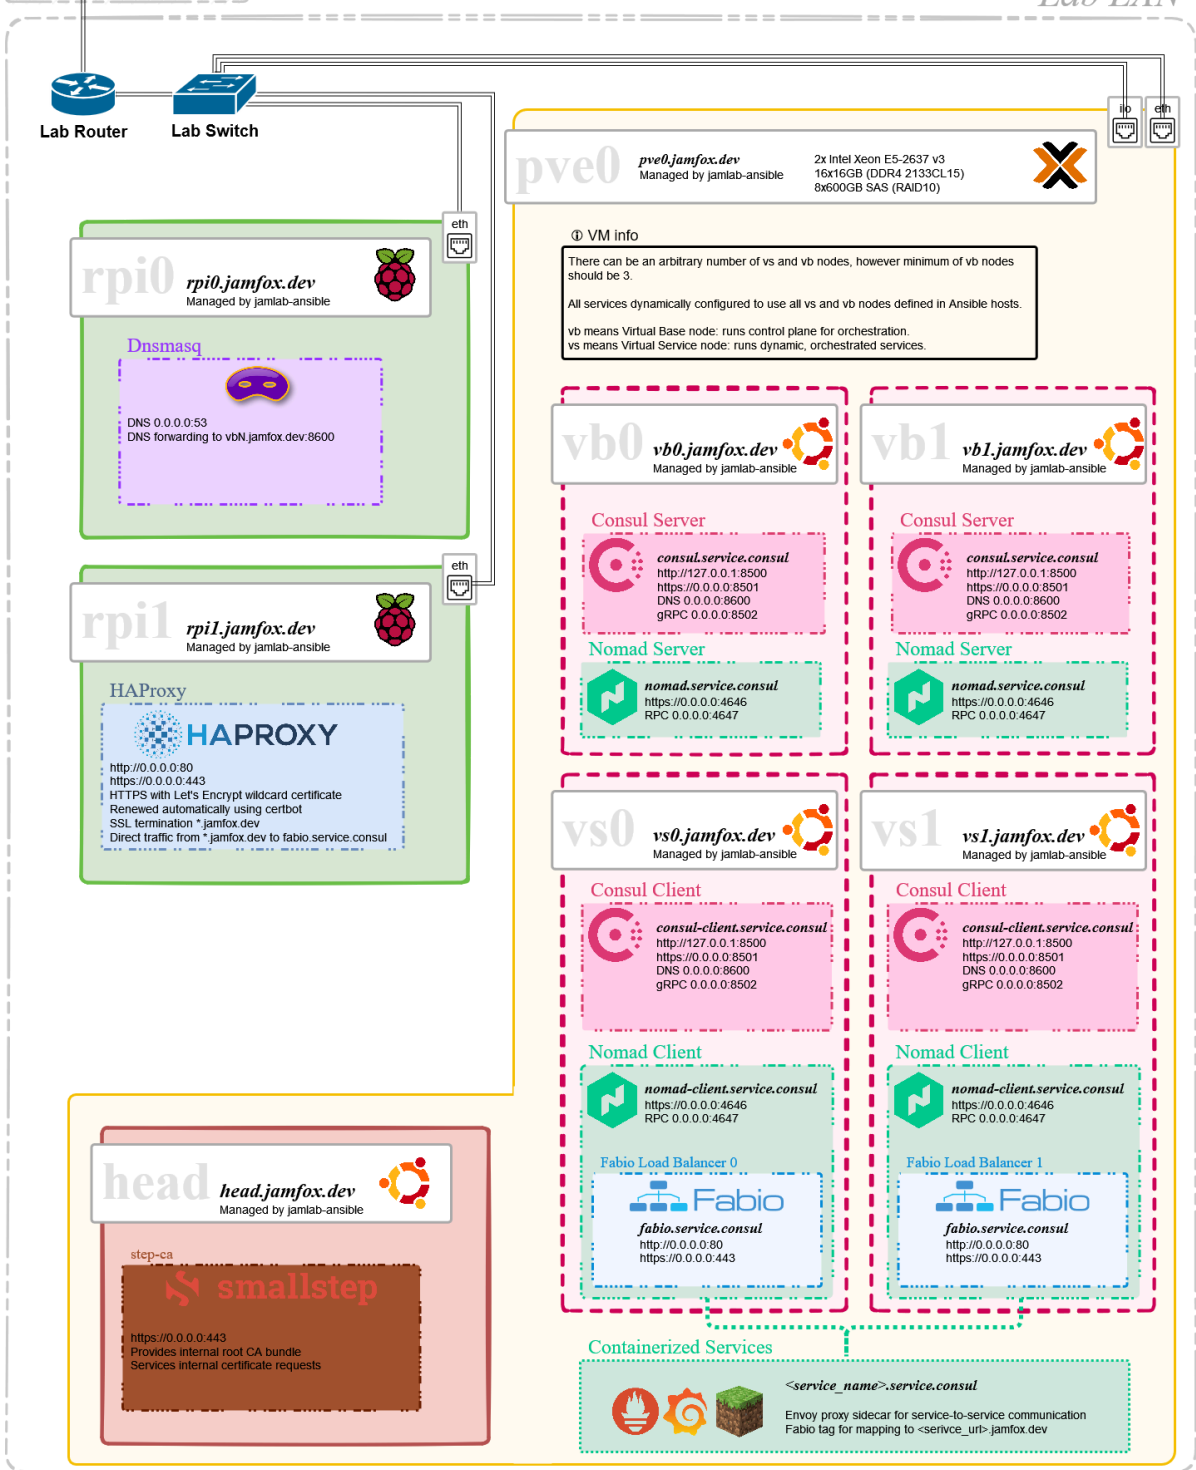 Lab LAN
Lab Router
Lab Switch
ilo
eth
pve0
pve0.jamfox.dev
Managed by jamlab-ansible
2x Intel Xeon E5-2637 v3
16x16GB (DDR4 2133CL15)
8x600GB SAS (RAID10)
🛈 VM info
There can be an arbitrary number of vs and vb nodes, however minimum of vb nodes
should be 3.
All services dynamically configured to use all vs and vb nodes defined in Ansible hosts.
vb means Virtual Base node: runs control plane for orchestration.
vs means Virtual Service node: runs dynamic, orchestrated services.
eth
rpi0
rpi0.jamfox.dev
Managed by jamlab-ansible
Dnsmasq
DNS 0.0.0.0:53
DNS forwarding to vbN.jamfox.dev:8600
eth
rpi1
rpi1.jamfox.dev
Managed by jamlab-ansible
HAProxy
HAPROXY
http://0.0.0.0:80
https://0.0.0.0:443
HTTPS with Let's Encrypt wildcard certificate
Renewed automatically using certbot
SSL termination *.jamfox.dev
Direct traffic from *.jamfox.dev to fabio.service.consul
vb0
vb0.jamfox.dev
Managed by jamlab-ansible
Consul Server
consul.service.consul
http://127.0.0.1:8500
https://0.0.0.0:8501
DNS 0.0.0.0:8600
gRPC 0.0.0.0:8502
Nomad Server
nomad.service.consul
https://0.0.0.0:4646
RPC 0.0.0.0:4647
vb1
vb1.jamfox.dev
Managed by jamlab-ansible
Consul Server
consul.service.consul
http://127.0.0.1:8500
https://0.0.0.0:8501
DNS 0.0.0.0:8600
gRPC 0.0.0.0:8502
Nomad Server
nomad.service.consul
https://0.0.0.0:4646
RPC 0.0.0.0:4647
vs0
vs0.jamfox.dev
Managed by jamlab-ansible
Consul Client
consul-client.service.consul
http://127.0.0.1:8500
https://0.0.0.0:8501
DNS 0.0.0.0:8600
gRPC 0.0.0.0:8502
Nomad Client
nomad-client.service.consul
https://0.0.0.0:4646
RPC 0.0.0.0:4647
Fabio Load Balancer 0
Fabio
fabio.service.consul
http://0.0.0.0:80
https://0.0.0.0:443
vs1
vs1.jamfox.dev
Managed by jamlab-ansible
Consul Client
consul-client.service.consul
http://127.0.0.1:8500
https://0.0.0.0:8501
DNS 0.0.0.0:8600
gRPC 0.0.0.0:8502
Nomad Client
nomad-client.service.consul
https://0.0.0.0:4646
RPC 0.0.0.0:4647
Fabio Load Balancer 1
Fabio
fabio.service.consul
http://0.0.0.0:80
https://0.0.0.0:443
head
head.jamfox.dev
Managed by jamlab-ansible
step-ca
smallstep
https://0.0.0.0:443
Provides internal root CA bundle
Services internal certificate requests
Containerized Services
<service_name>.service.consul
Envoy proxy sidecar for service-to-service communication
Fabio tag for mapping to <serivce_url>.jamfox.dev